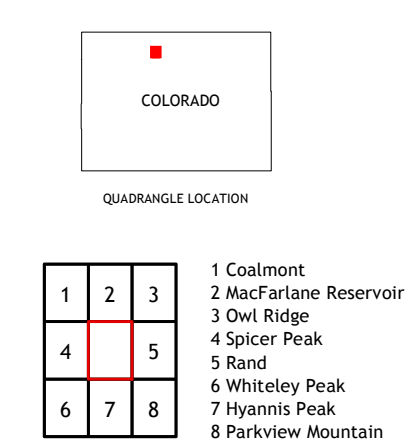 COLORADO
QUADRANGLE LOCATION
1 2 3
4 5
6 7 8
1 Coalmont
2 MacFarlane Reservoir
3 Owl Ridge
4 Spicer Peak
5 Rand
6 Whiteley Peak
7 Hyannis Peak
8 Parkview Mountain